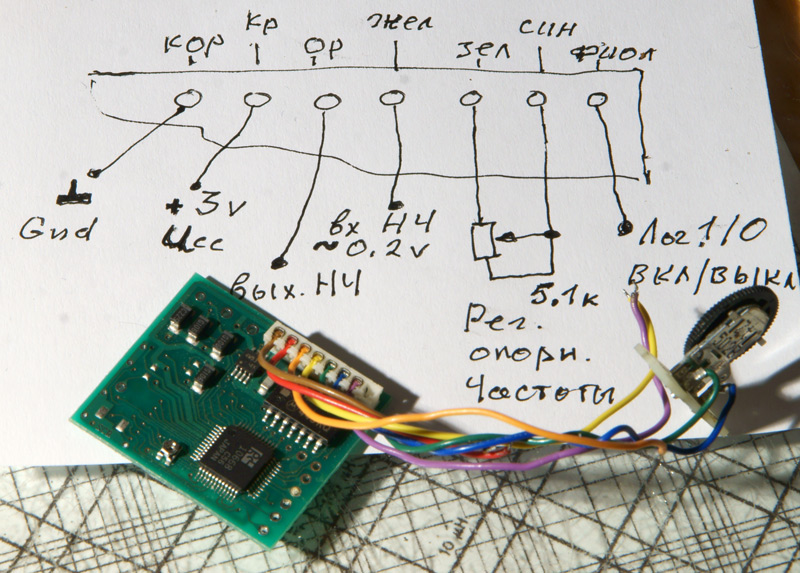 кор кр ор жел зел син фиол
Gnd
+3v
Ucc
вых. НЧ
вх НЧ
~0.2v
5.1к
Рег.
опорн.
частоты
Лог 1/0
вкл/выкл
10 μH